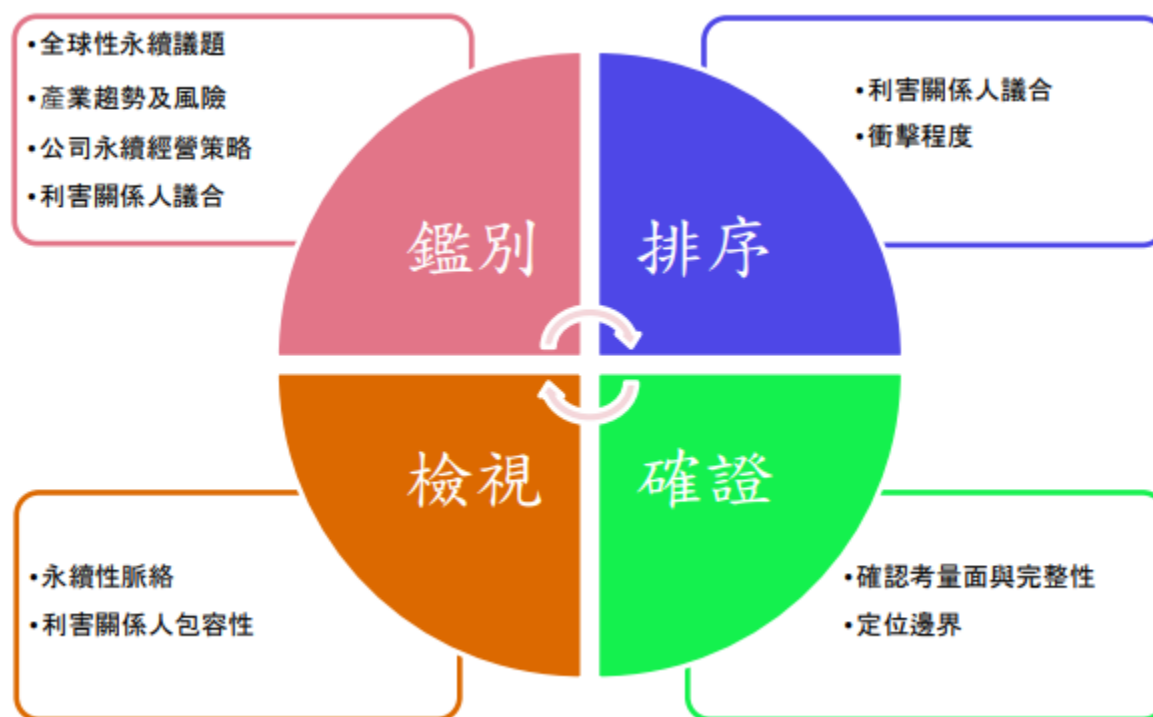 •全球性永續議題
•產業趨勢及風險
•公司永續經營策略
•利害關係人議合
•利害關係人議合
•衝擊程度
鑑別
排序
檢視
確證
•永續性脈絡
•利害關係人包容性
•確認考量面與完整性
•定位邊界